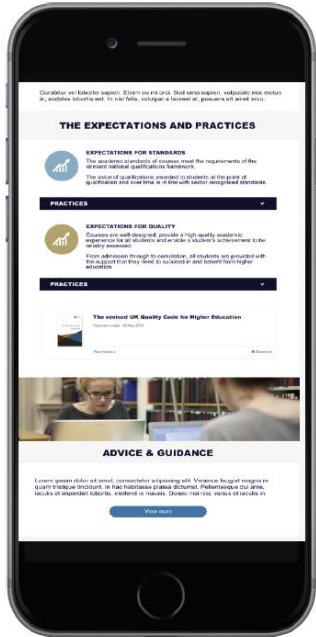 Curabitur vel lobortis sapien. Etiam eu mi orci. Sed urna sapien, vulputate nec metus
in, sodales lobortis est. In nisl felis, volutpat a laoreet at, posuere sit amet arcu.
THE EXPECTATIONS AND PRACTICES
EXPECTATIONS FOR STANDARDS
The academic standards of courses meet the requirements of the
relevant national qualifications framework.
The value of qualifications awarded to students at the point of
qualification and over time is in line with sector-recognised standards.
PRACTICES
EXPECTATIONS FOR QUALITY
Courses are well-designed, provide a high-quality academic
experience for all students and enable a student's achievement to be
reliably assessed.
From admission through to completion, all students are provided with
the support that they need to succeed in and benefit from higher
education.
PRACTICES
The revised UK Quality Code for Higher Education
Publication date:
Download
ADVICE & GUIDANCE
Lorem ipsum dolor sit amet, consectetur adipiscing elit. Vivamus feugiat magna in
quam tristique tincidunt. In hac habitasse platea dictumst. Pellentesque dui ante,
iaculis et imperdiet lobortis, eleifend in mauris. Donec nisi nisl, varius et iaculis in
View more